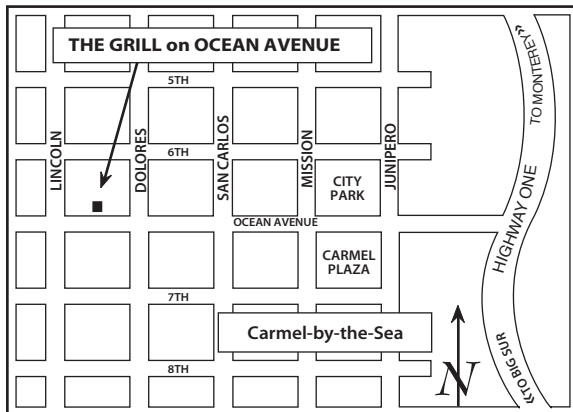 THE GRILL on OCEAN AVENUE
5TH
LINCOLN
DOLORES
SAN CARLOS
MISSION
JUNIPERO
6TH
CITY
PARK
OCEAN AVENUE
CARMEL
PLAZA
7TH
Carmel-by-the-Sea
8TH
TO MONTEREY»
HIGHWAY ONE
«TO BIG SUR
N